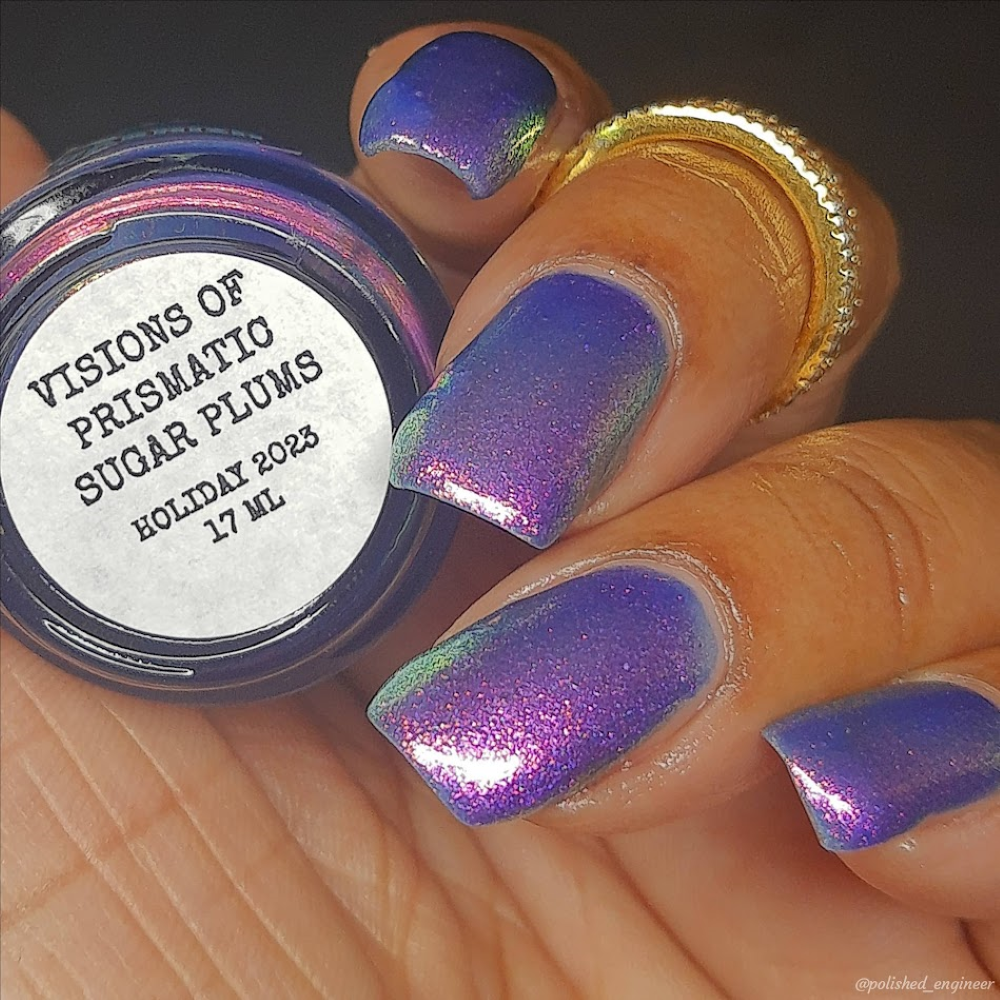 VISIONS OF
PRISMATIC
SUGAR PLUMS
HOLIDAY 2023
17 ML
@polished_engineer